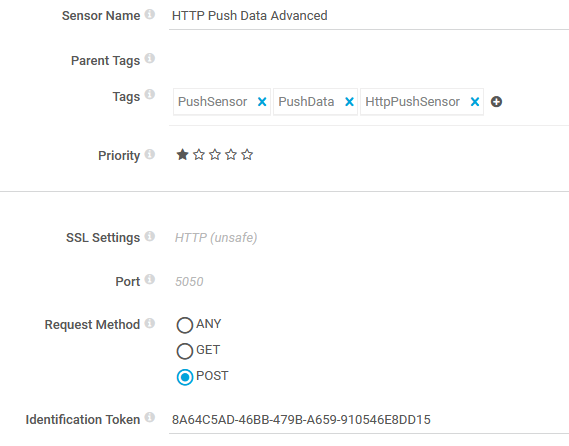 Sensor Name HTTP Push Data Advanced
Parent Tags
Tags PushSensor PushData HttpPushSensor
Priority
SSL Settings HTTP (unsafe)
Port 5050
Request Method ANY
GET
POST
Identification Token 8A64C5AD-46BB-479B-A659-910546E8DD15